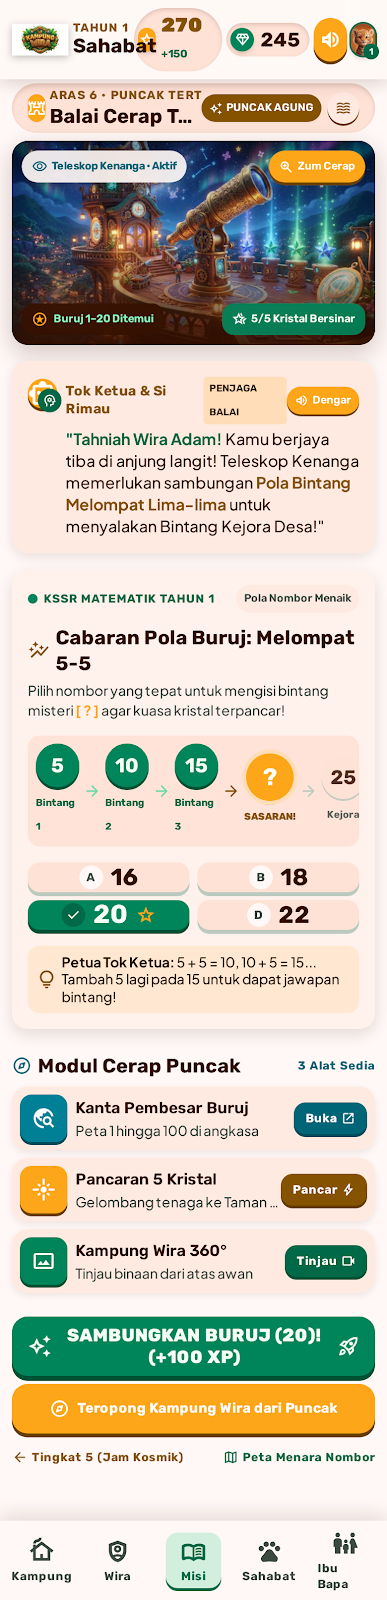 KAMPUNG
WIRA
TAHUN 1
Sahabat
270
+150
245
1
ARAS 6 • PUNCAK TERT
Balai Cerap T...
PUNCAK AGUNG
Teleskop Kenanga • Aktif
Zum Cerap
Buruj 1–20 Ditemui
5/5 Kristal Bersinar
Tok Ketua & Si
Rimau
PENJAGA
BALAI
Dengar
"Tahniah Wira Adam! Kamu berjaya
tiba di anjung langit! Teleskop Kenanga
memerlukan sambungan Pola Bintang
Melompat Lima-lima untuk
menyalakan Bintang Kejora Desa!"
KSSR MATEMATIK TAHUN 1
Pola Nombor Menaik
Cabaran Pola Buruj: Melompat
5-5
Pilih nombor yang tepat untuk mengisi bintang
misteri [ ? ] agar kuasa kristal terpancar!
5
10
15
?
25
Bintang
1
Bintang
2
Bintang
3
SASARAN!
Kejora
A 16
B 18
20
D 22
Petua Tok Ketua: 5 + 5 = 10, 10 + 5 = 15...
Tambah 5 lagi pada 15 untuk dapat jawapan
bintang!
Modul Cerap Puncak
3 Alat Sedia
Kanta Pembesar Buruj
Peta 1 hingga 100 di angkasa
Buka
Pancaran 5 Kristal
Gelombang tenaga ke Taman ...
Pancar
Kampung Wira 360°
Tinjau binaan dari atas awan
Tinjau
SAMBUNGKAN BURUJ (20)!
(+100 XP)
Teropong Kampung Wira dari Puncak
Tingkat 5 (Jam Kosmik)
Peta Menara Nombor
Kampung
Wira
Misi
Sahabat
Ibu
Bapa